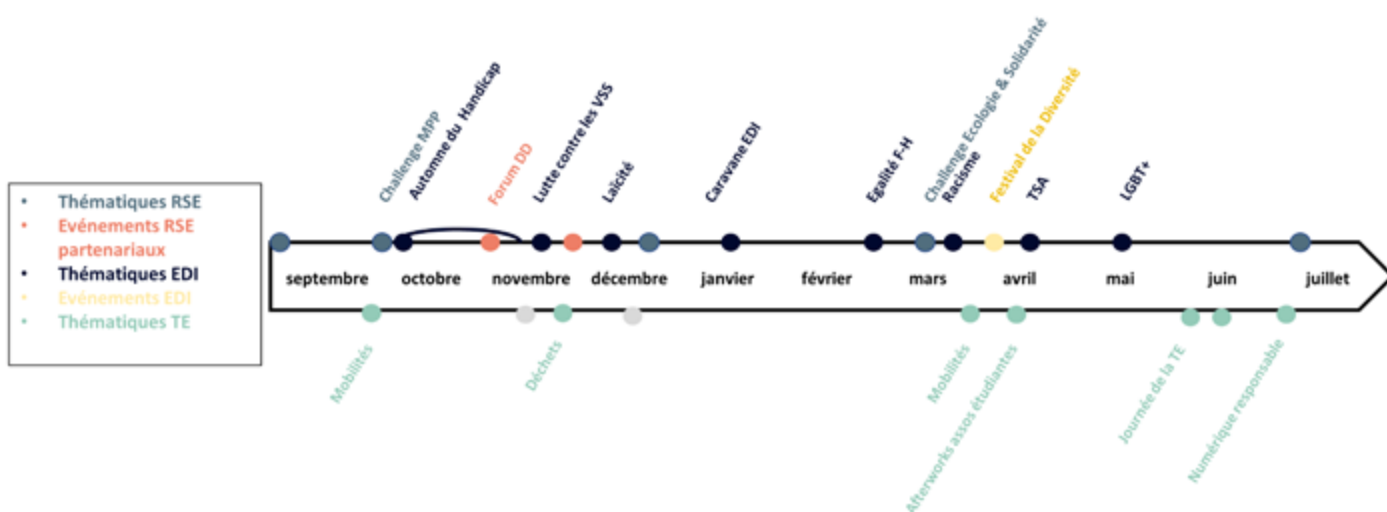 Thématiques RSE
Evénements RSE
partenariaux
Thématiques EDI
Evénements EDI
Thématiques TE
Challenge MPP
Automne du Handicap
Forum DD
Lutte contre les VSS
Laïcité
Caravane EDI
Egalité F-H
Challenge Ecologie & Solidarité
Racisme
Festival de la Diversité
TSA
LGBT+
septembre
octobre
novembre
décembre
janvier
février
mars
avril
mai
juin
juillet
Mobilités
Déchets
Mobilités
Afterworks assos étudiantes
Journée de la TE
Numérique responsable